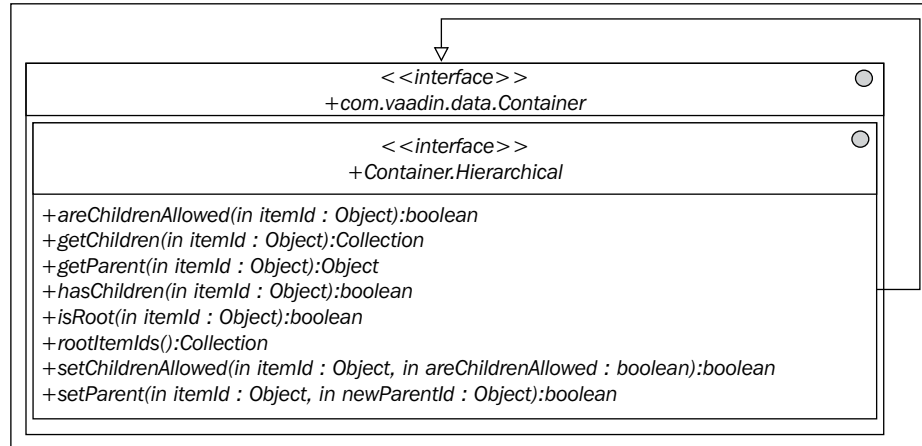 <<interface>>
+com.vaadin.data.Container
<<interface>>
+Container.Hierarchical
+areChildrenAllowed(in itemId : Object):boolean
+getChildren(in itemId : Object):Collection
+getParent(in itemId : Object):Object
+hasChildren(in itemId : Object):boolean
+isRoot(in itemId : Object):boolean
+rootItemIds():Collection
+setChildrenAllowed(in itemId : Object, in areChildrenAllowed : boolean):boolean
+setParent(in itemId : Object, in newParentId : Object):boolean